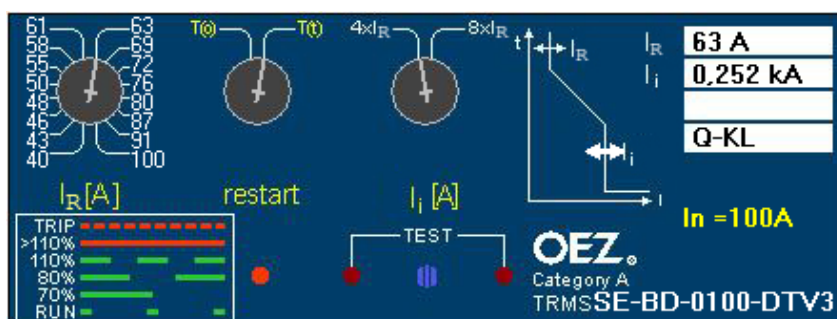 61 63
58 69
55 72
50 76
48 80
46 87
43 91
40 100
IR[A]
T(o) T(t)
restart
4xIR 8xIR
Ii [A]
t IR
Ii
I
IR 63 A
Ii 0,252 kA
Q-KL
In =100A
TRIP
>110%
110%
80%
70%
RUN
TEST
OEZ.
Category A
TRMS SE-BD-0100-DTV3